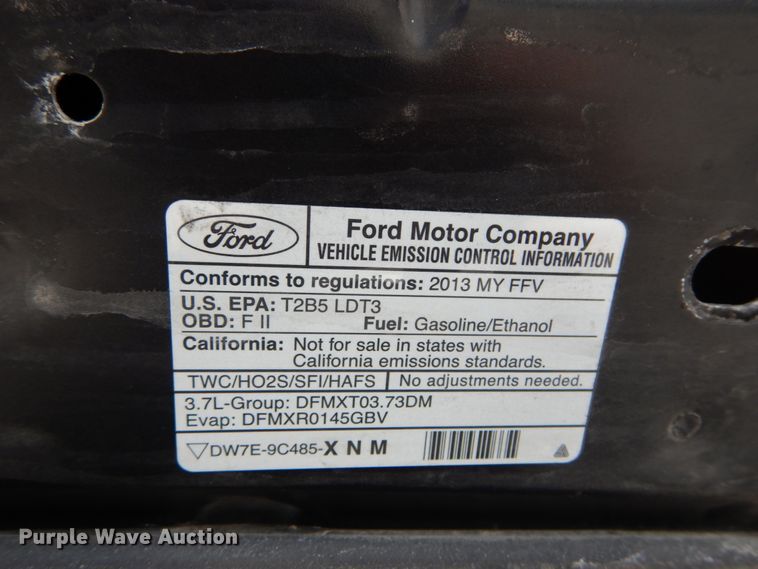 Ford
Ford Motor Company
VEHICLE EMISSION CONTROL INFORMATION
Conforms to regulations: 2013 MY FFV
U.S. EPA: T2B5 LDT3
OBD: F II Fuel: Gasoline/Ethanol
California: Not for sale in states with
California emissions standards.
TWC/HO2S/SFI/HAFS No adjustments needed.
3.7L-Group: DFMXT03.73DM
Evap: DFMXR0145GBV
DW7E-9C485-X N M
Purple Wave Auction